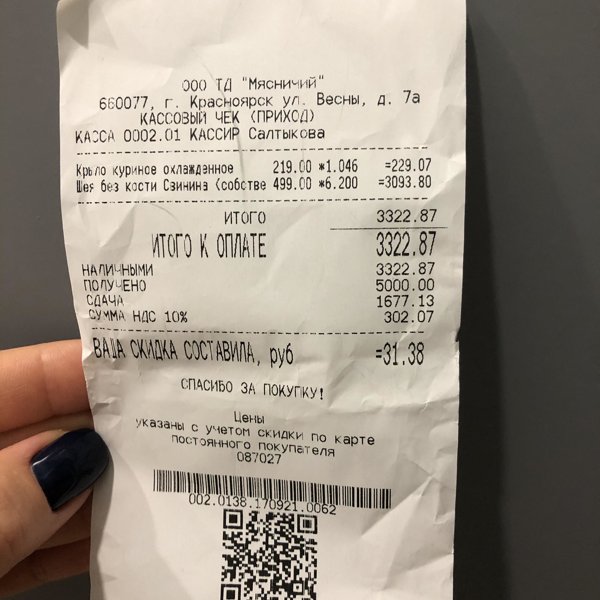 ООО ТД "Мясничий"
660077, г. Красноярск ул. Весны, д. 7а
КАССОВЫЙ ЧЕК (ПРИХОД)
КАССА 0002.01 КАССИР Салтыкова
Крыло куриное охлажденное 219.00 *1.046 =229.07
Шея без кости Свинина (собстве 499.00 *6.200 =3093.80
ИТОГО 3322.87
ИТОГО К ОПЛАТЕ 3322.87
НАЛИЧНЫМИ 3322.87
ПОЛУЧЕНО 5000.00
СДАЧА 1677.13
СУММА НДС 10% 302.07
ВАША СКИДКА СОСТАВИЛА, руб =31.38
СПАСИБО ЗА ПОКУПКУ!
Цены
указаны с учетом скидки по карте
постоянного покупателя
087027
002.0138.170921.0062